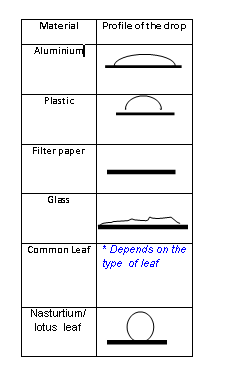 Material Profile of the drop
Aluminium
Plastic
Filter paper
Glass
Common Leaf * Depends on the
type of leaf
Nasturtium/
lotus leaf